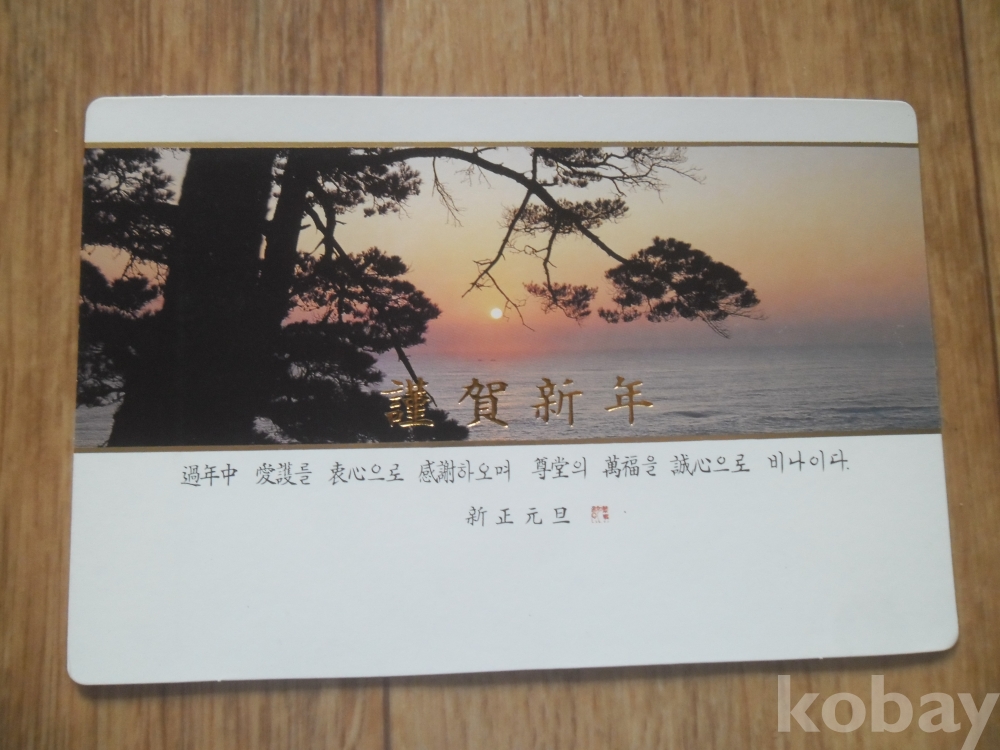 謹賀新年
過年中 愛護를 衷心으로 感謝하오며 尊堂의 萬福을 誠心으로 비나이다.
新正元旦
kobay